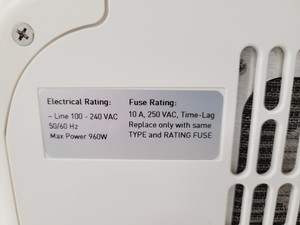 Electrical Rating:
~ Line 100 - 240 VAC
50/60 Hz
Max Power 960W
Fuse Rating:
10 A, 250 VAC, Time-Lag
Replace only with same
TYPE and RATING FUSE